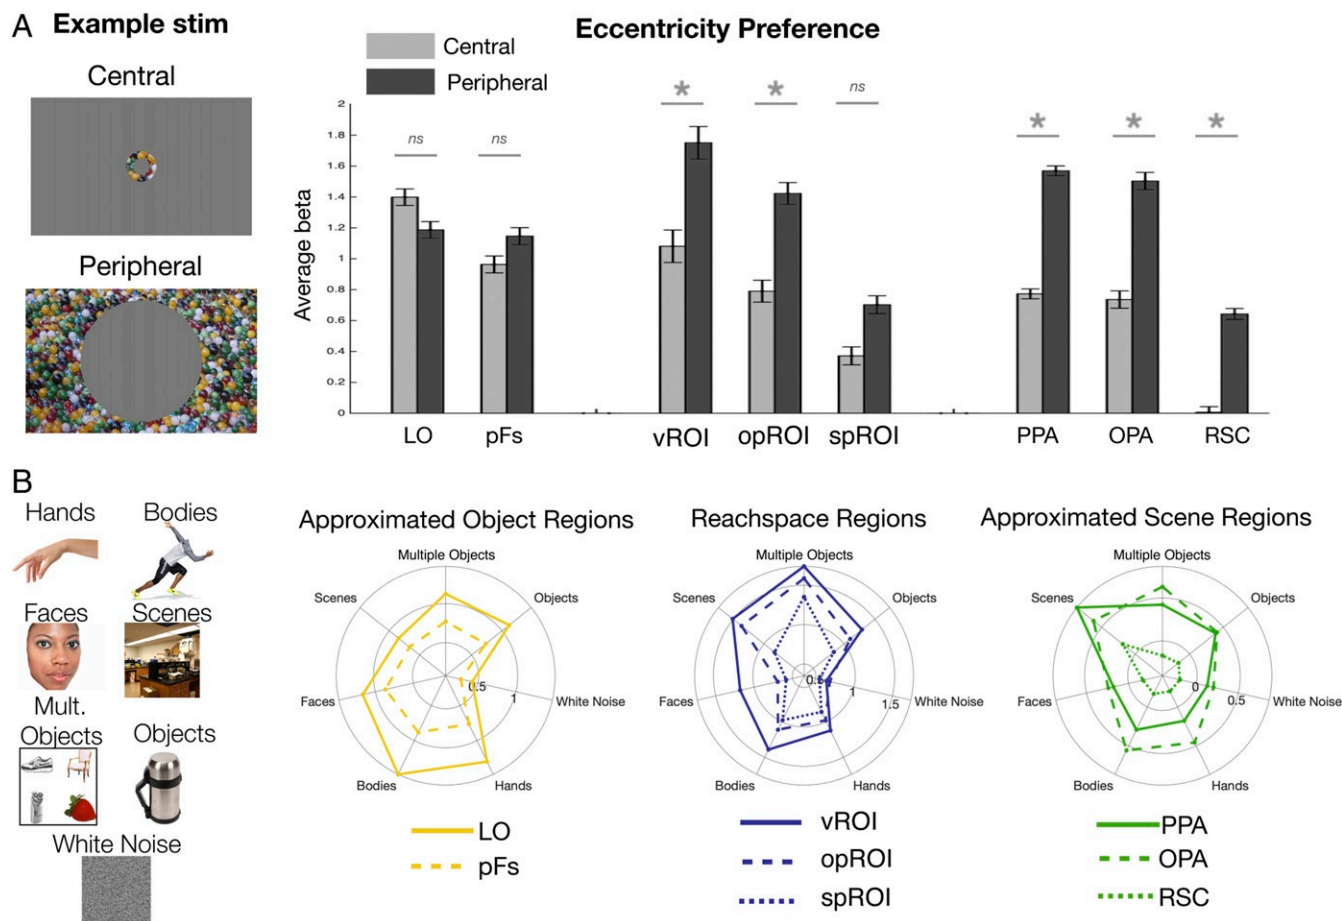 A Example stim
Central
Peripheral
Eccentricity Preference
Central
Peripheral
Average beta
2
1.8
1.6
1.4
1.2
1
0.8
0.6
0.4
0.2
0
ns
ns
*
*
ns
*
*
*
LO pFs vROI opROI spROI PPA OPA RSC
B
Hands Bodies
Faces Scenes
Mult.
Objects Objects
White Noise
Approximated Object Regions
Multiple Objects
Scenes Objects
0.5 1
Faces White Noise
Bodies Hands
LO
pFs
Reachspace Regions
Multiple Objects
Scenes Objects
0.5 1 1.5
Faces White Noise
Bodies Hands
vROI
opROI
spROI
Approximated Scene Regions
Multiple Objects
Scenes Objects
0 0.5
Faces White Noise
Bodies Hands
PPA
OPA
RSC